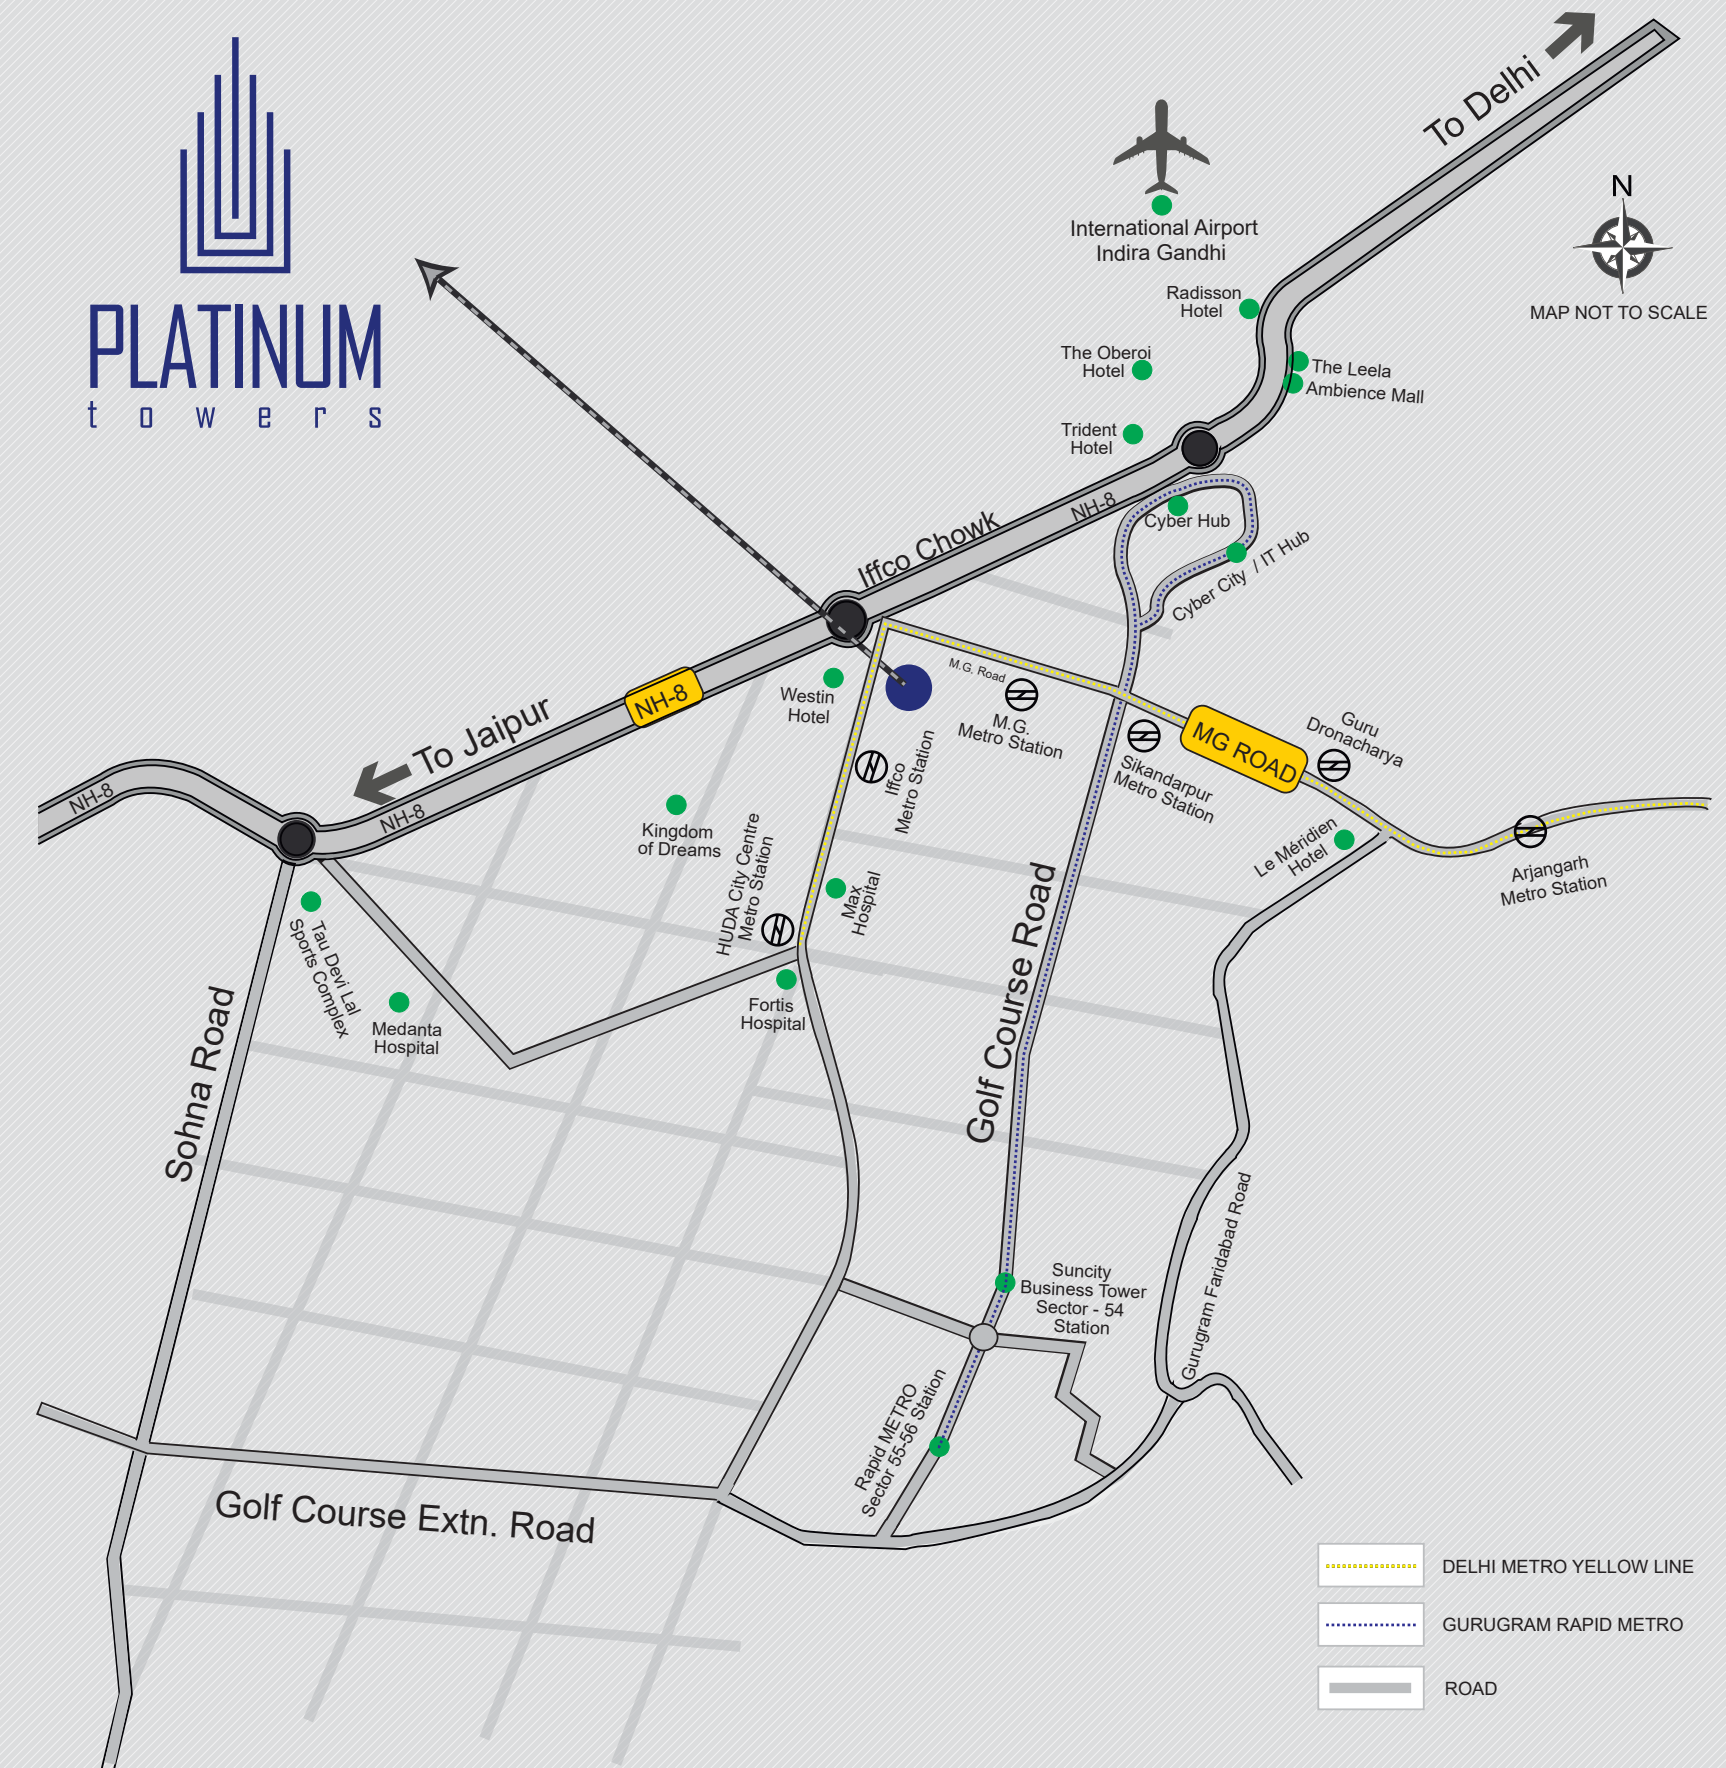 PLATINUM
towers
To Delhi
N
MAP NOT TO SCALE
International Airport
Indira Gandhi
Radisson
Hotel
The Oberoi
Hotel
The Leela
Ambience Mall
Trident
Hotel
NH-8
Cyber Hub
Cyber City / IT Hub
Iffco Chowk
M.G. Road
M.G.
Metro Station
Westin
Hotel
NH-8
To Jaipur
NH-8
NH-8
Iffco
Metro Station
Sikandarpur
Metro Station
MG ROAD
Guru
Dronacharya
Le Méridien
Hotel
Arjangarh
Metro Station
Kingdom
of Dreams
HUDA City Centre
Metro Station
Max
Hospital
Fortis
Hospital
Tau Devi Lal
Sports Complex
Medanta
Hospital
Sohna Road
Golf Course Road
Gurugram Faridabad Road
Suncity
Business Tower
Sector - 54
Station
Rapid METRO
Sector 55-56 Station
Golf Course Extn. Road
DELHI METRO YELLOW LINE
GURUGRAM RAPID METRO
ROAD